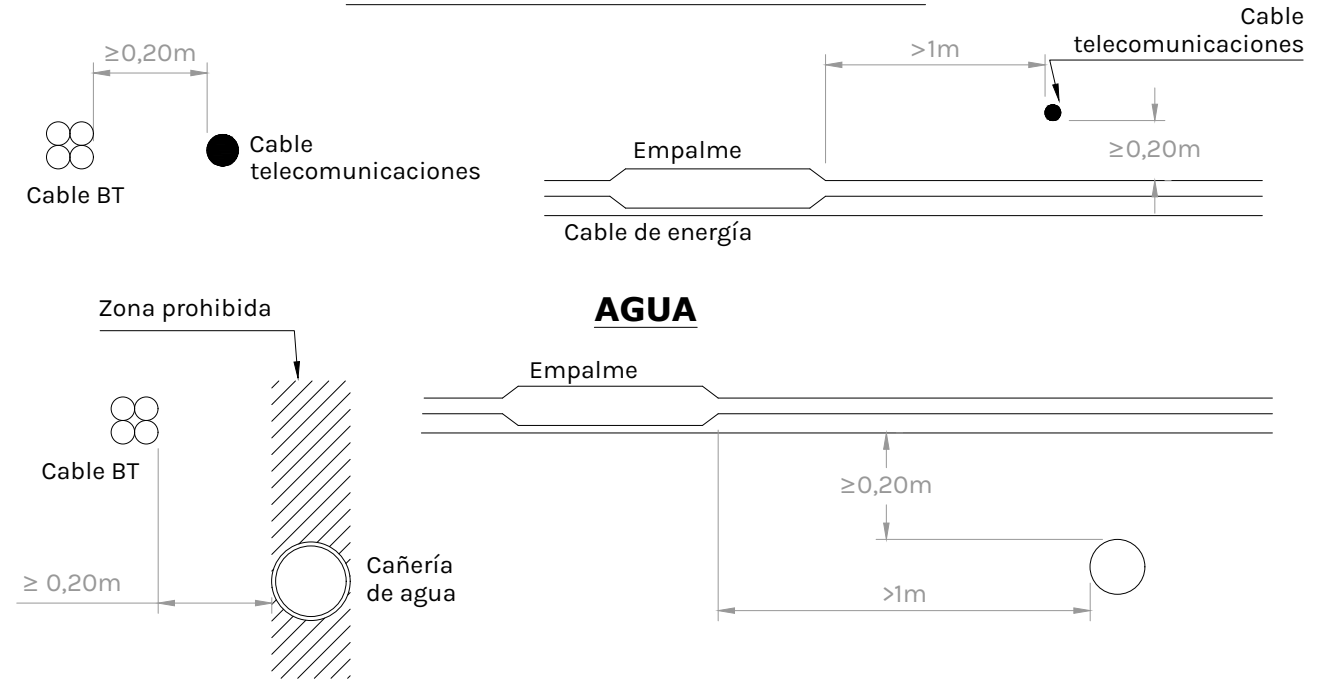 Cable
telecomunicaciones
≥0,20m
>1m
Cable
telecomunicaciones
Empalme
≥0,20m
Cable BT
Cable de energía
Zona prohibida
AGUA
Empalme
Cable BT
≥0,20m
Cañería
de agua
≥ 0,20m
>1m